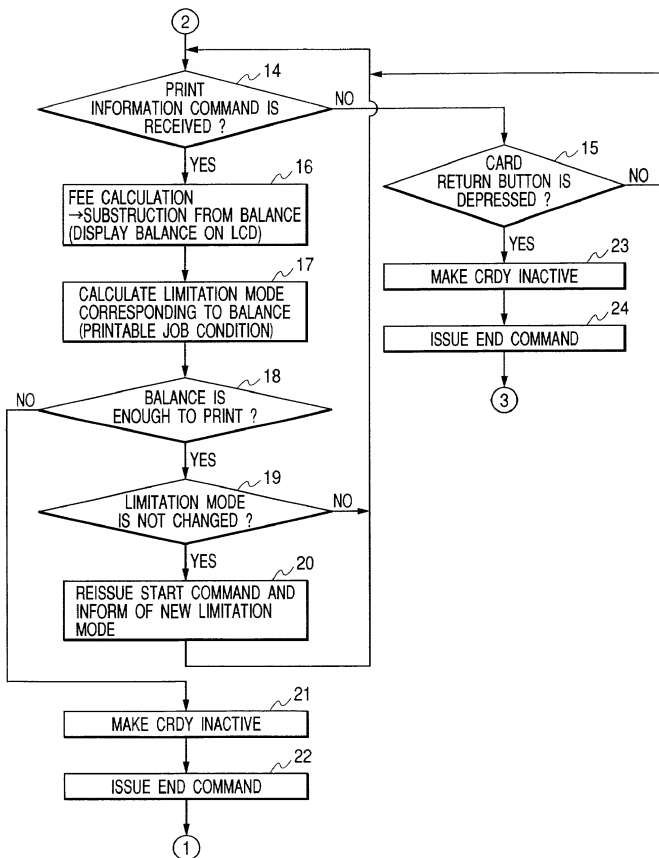 2
14
PRINT
INFORMATION COMMAND IS
RECEIVED ?
NO
YES
15
CARD
RETURN BUTTON IS
DEPRESSED ?
NO
YES
16
FEE CALCULATION
→SUBSTRUCTION FROM BALANCE
(DISPLAY BALANCE ON LCD)
17
CALCULATE LIMITATION MODE
CORRESPONDING TO BALANCE
(PRINTABLE JOB CONDITION)
23
MAKE CRDY INACTIVE
24
ISSUE END COMMAND
3
18
NO
BALANCE IS
ENOUGH TO PRINT ?
YES
19
LIMITATION MODE
IS NOT CHANGED ?
NO
YES
20
REISSUE START COMMAND AND
INFORM OF NEW LIMITATION
MODE
21
MAKE CRDY INACTIVE
22
ISSUE END COMMAND
1